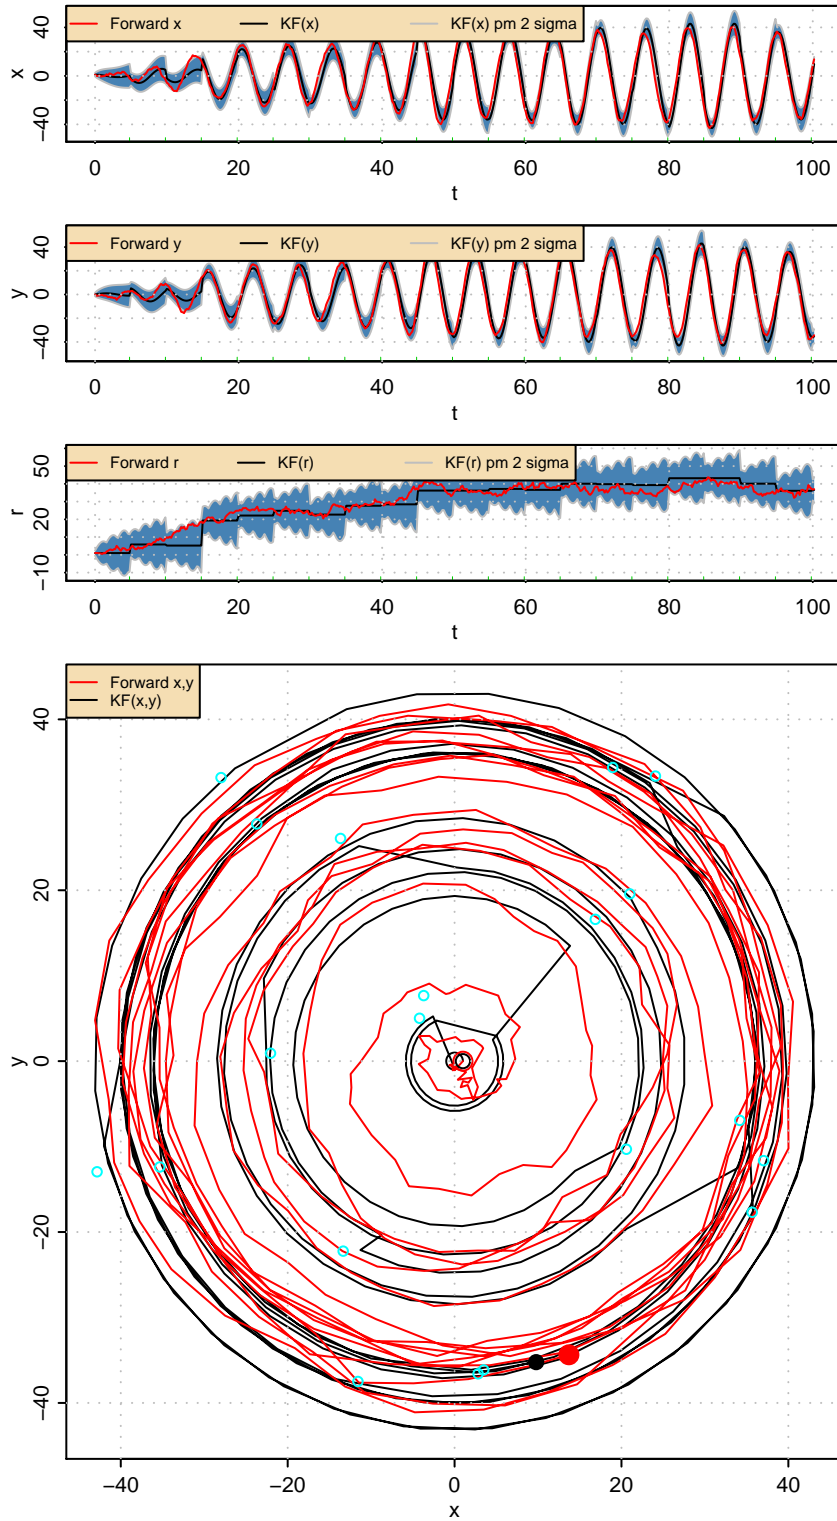 Forward x KF(x) KF(x) pm 2 sigma
x
−40 0 40
0 20 40 60 80 100
t
Forward y KF(y) KF(y) pm 2 sigma
y
−40 0 40
0 20 40 60 80 100
t
Forward r KF(r) KF(r) pm 2 sigma
r
−10 20 50
0 20 40 60 80 100
t
Forward x,y
KF(x,y)
y
40
20
0
−20
−40
−40 −20 0 20 40
x